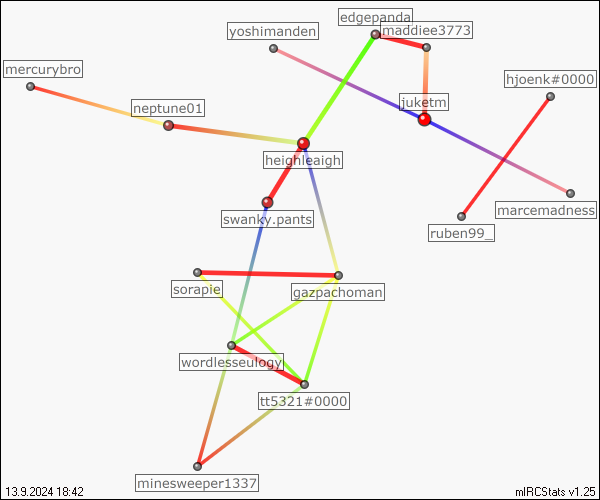 edgepanda
maddiee3773
yoshimanden
mercurybro
hjoenk#0000
neptune01
juketm
heighleaigh
marcemadness
swanky.pants
ruben99_
sorapie
gazpachoman
wordlesseulogy
tt5321#0000
minesweeper1337
13.9.2024 18:42
mIRCStats v1.25